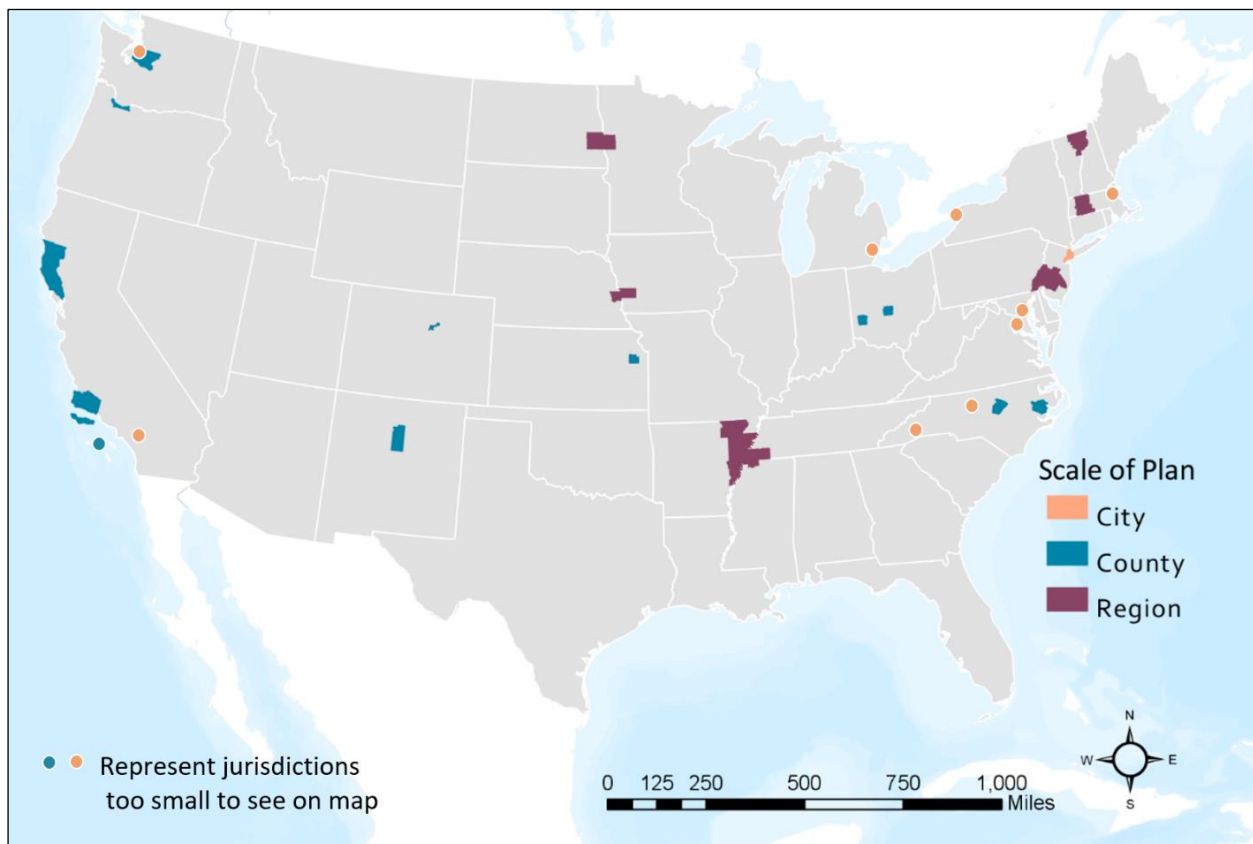 Scale of Plan
City
County
Region
N
W E
S
Represent jurisdictions
too small to see on map
0 125 250 500 750 1,000
Miles